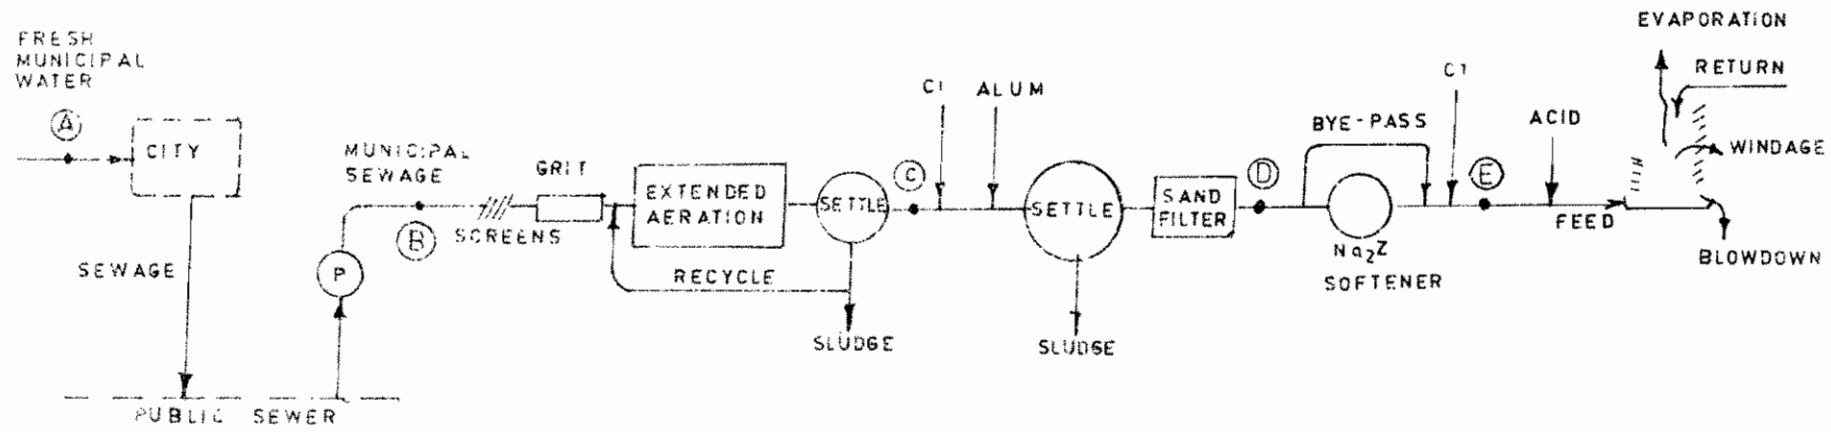 FRESH
MUNICIPAL
WATER
A
CITY
SEWAGE
PUBLIC SEWER
P
MUNICIPAL
SEWAGE
B
SCREENS
GRIT
EXTENDED
AERATION
RECYCLE
SETTLE
SLUDGE
C
Cl
ALUM
SETTLE
SLUDGE
SAND
FILTER
D
BYE-PASS
Na2Z
SOFTENER
C1
E
ACID
FEED
EVAPORATION
RETURN
WINDAGE
BLOWDOWN